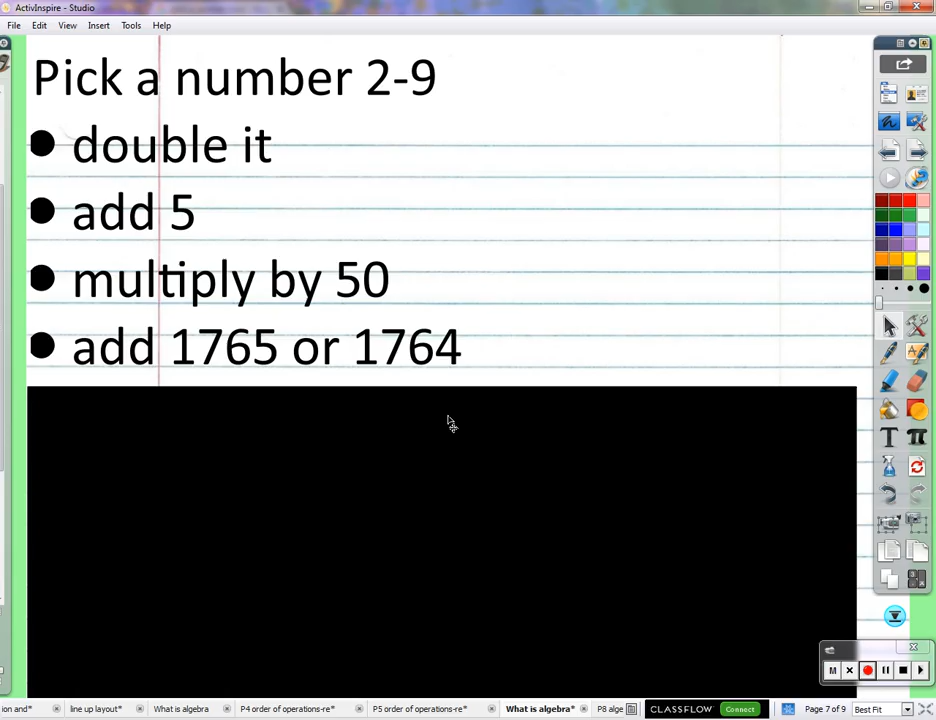 ActivInspire - Studio
File Edit View Insert Tools Help
Pick a number 2-9
double it
add 5
multiply by 50
add 1765 or 1764
M
ion and* line up layout* What is algebra P4 order of operations-re* P5 order of operations-re* What is algebra* P8 alge CLASSFLOW Connect Page 7 of 9 Best Fit